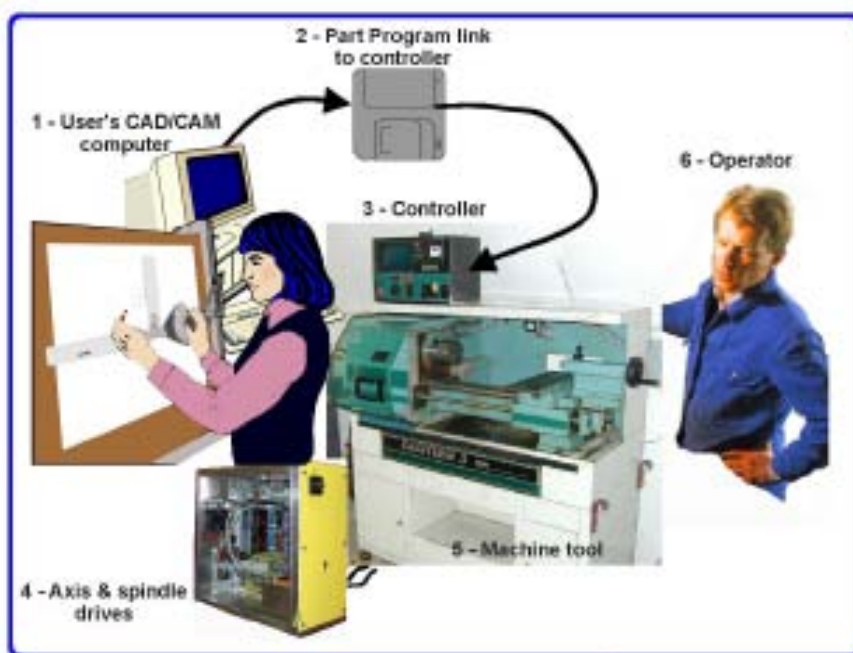 2 - Part Program link
to controller
1 - User's CAD/CAM
computer
6 - Operator
3 - Controller
5 - Machine tool
4 - Axis & spindle
drives